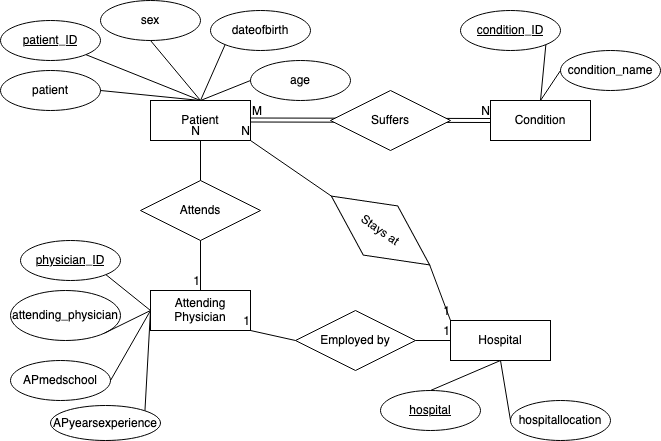 sex
patient_ID
dateofbirth
condition_ID
age
condition_name
patient
M
N
Patient
Suffers
Condition
N
N
Attends
Stays at
physician_ID
1
attending_physician
Attending
Physician
1
1
1
Employed by
Hospital
APmedschool
hospital
hospitallocation
APyearsexperience